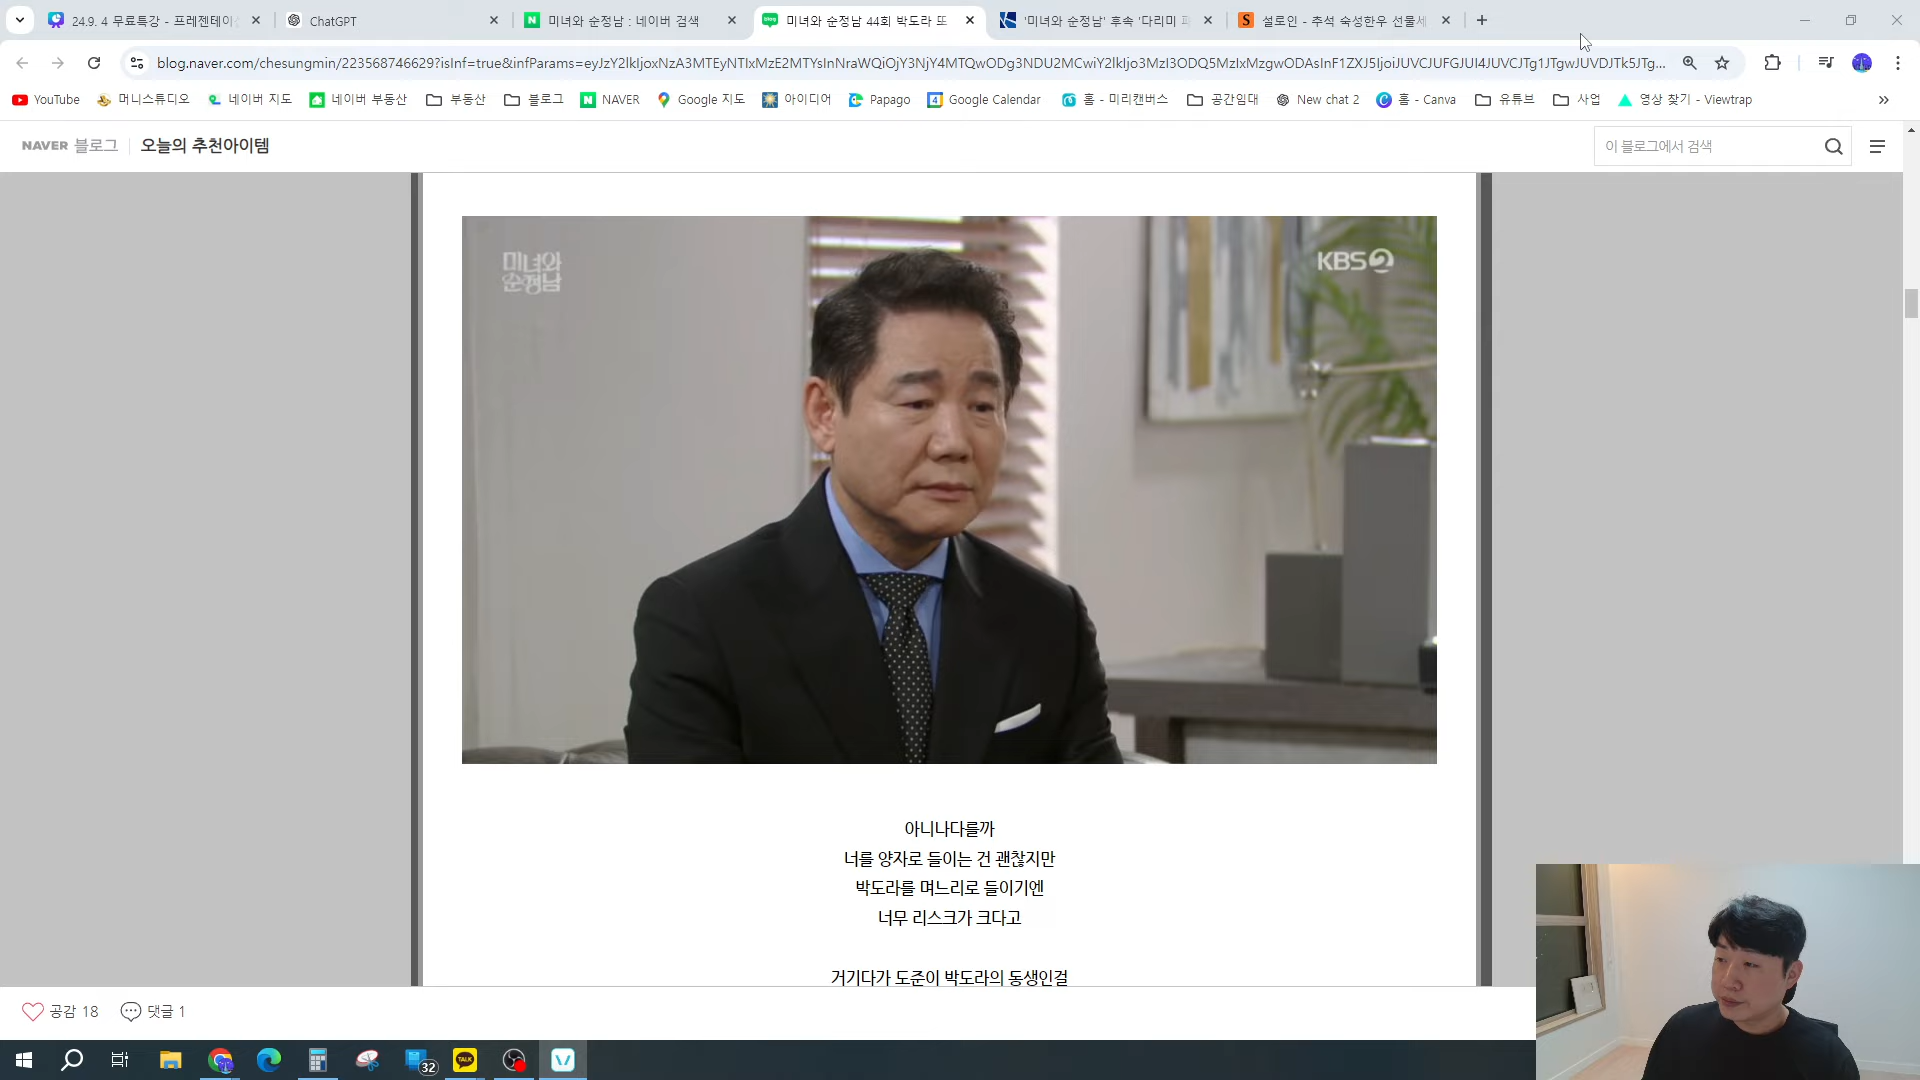 24.9. 4 무료특강 - 프레젠테이션
ChatGPT
미녀와 순정남 : 네이버 검색
미녀와 순정남 44회 박도라 또
'미녀와 순정남' 후속 '다리미 패
설로인 - 추석 숙성한우 선물세
YouTube
머니스튜디오
네이버 지도
네이버 부동산
부동산
블로그
NAVER
Google 지도
아이디어
Papago
Google Calendar
홈 - 미리캔버스
공간임대
New chat 2
홈 - Canva
유튜브
사업
영상 찾기 - Viewtrap
NAVER 블로그
오늘의 추천아이템
이 블로그에서 검색
미녀와
순정남
KBS2
아니나다를까
너를 양자로 들이는 건 괜찮지만
박도라를 며느리로 들이기엔
너무 리스크가 크다고
거기다가 도준이 박도라의 동생인걸
공감 18
댓글 1
TALK
32